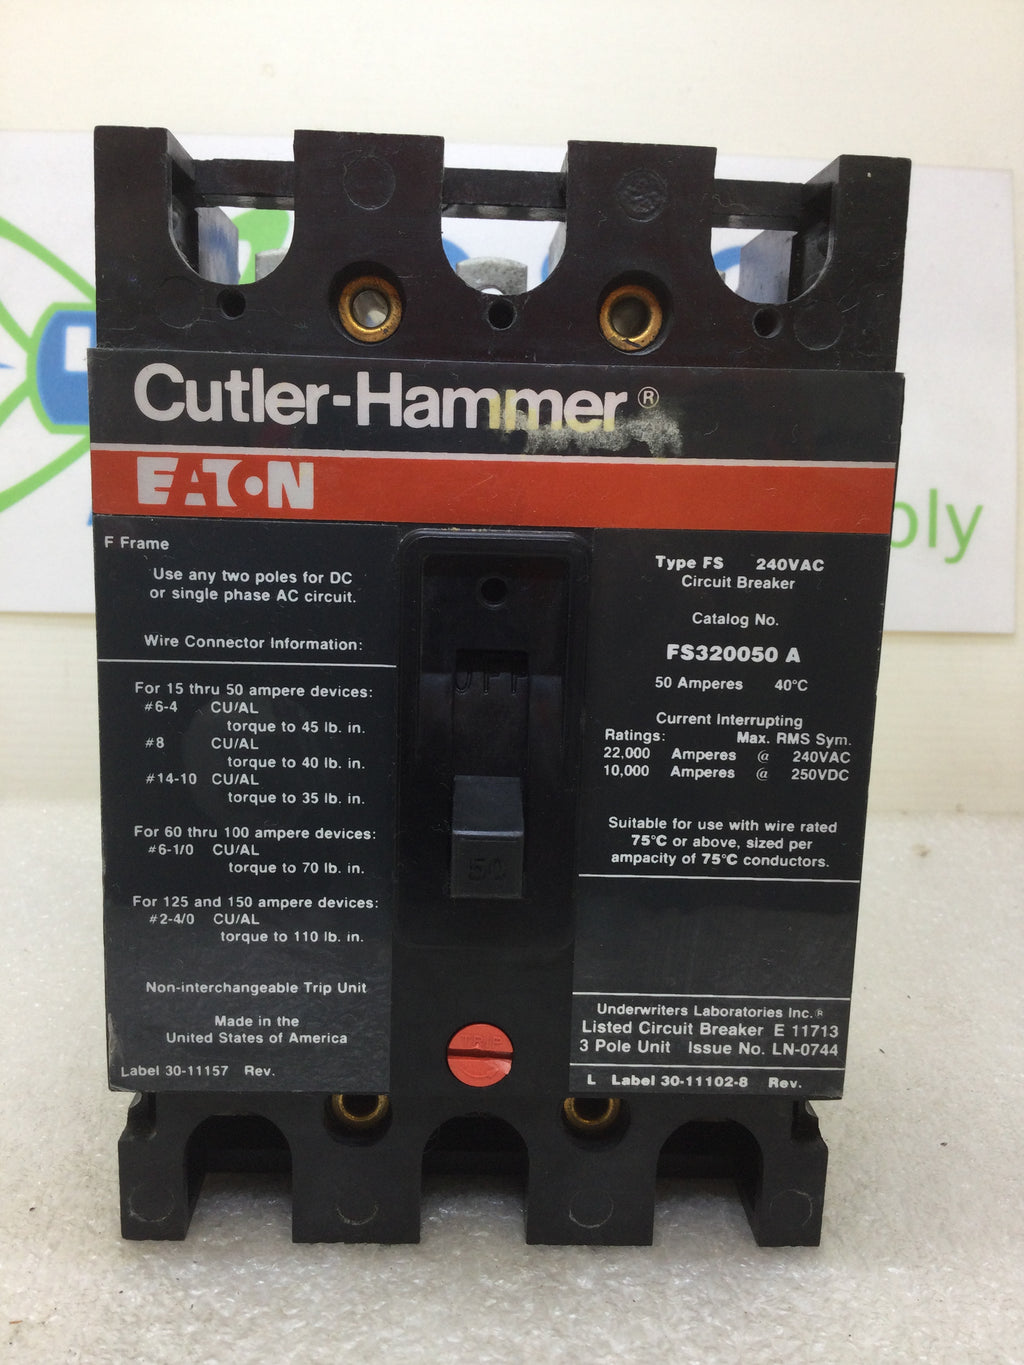 Cutler-Hammer®
EATON
F Frame
Use any two poles for DC
or single phase AC circuit.
Wire Connector Information:
For 15 thru 50 ampere devices:
#6-4 CU/AL
torque to 45 lb. in.
#8 CU/AL
torque to 40 lb. in.
#14-10 CU/AL
torque to 35 lb. in.
For 60 thru 100 ampere devices:
#6-1/0 CU/AL
torque to 70 lb. in.
For 125 and 150 ampere devices:
#2-4/0 CU/AL
torque to 110 lb. in.
Non-interchangeable Trip Unit
Made in the
United States of America
Label 30-11157 Rev.
OFF
50
TRIP
Type FS 240VAC
Circuit Breaker
Catalog No.
FS320050 A
50 Amperes 40°C
Current Interrupting
Ratings: Max. RMS Sym.
22,000 Amperes @ 240VAC
10,000 Amperes @ 250VDC
Suitable for use with wire rated
75°C or above, sized per
ampacity of 75°C conductors.
Underwriters Laboratories Inc.®
Listed Circuit Breaker E 11713
3 Pole Unit Issue No. LN-0744
L Label 30-11102-8 Rev.